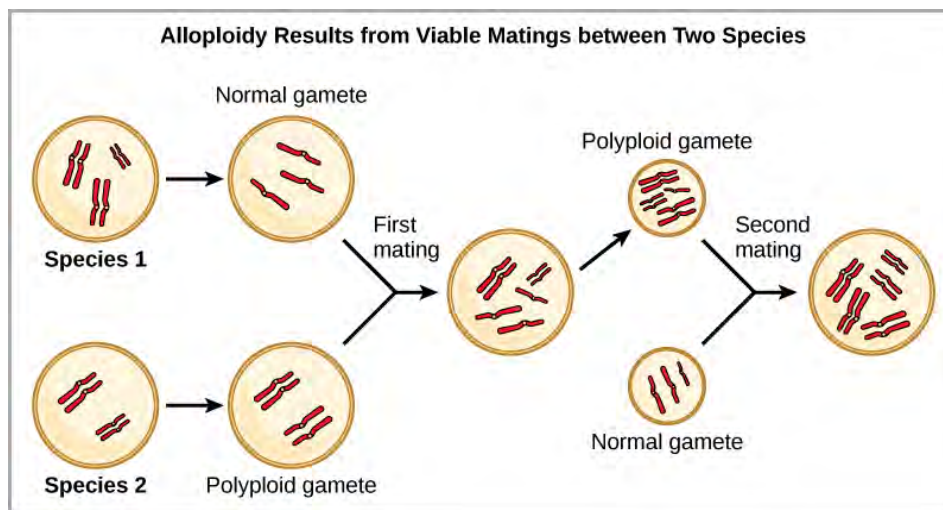 Alloploidy Results from Viable Matings between Two Species
Normal gamete
Species 1
Species 2
Polyploid gamete
First
mating
Polyploid gamete
Normal gamete
Second
mating